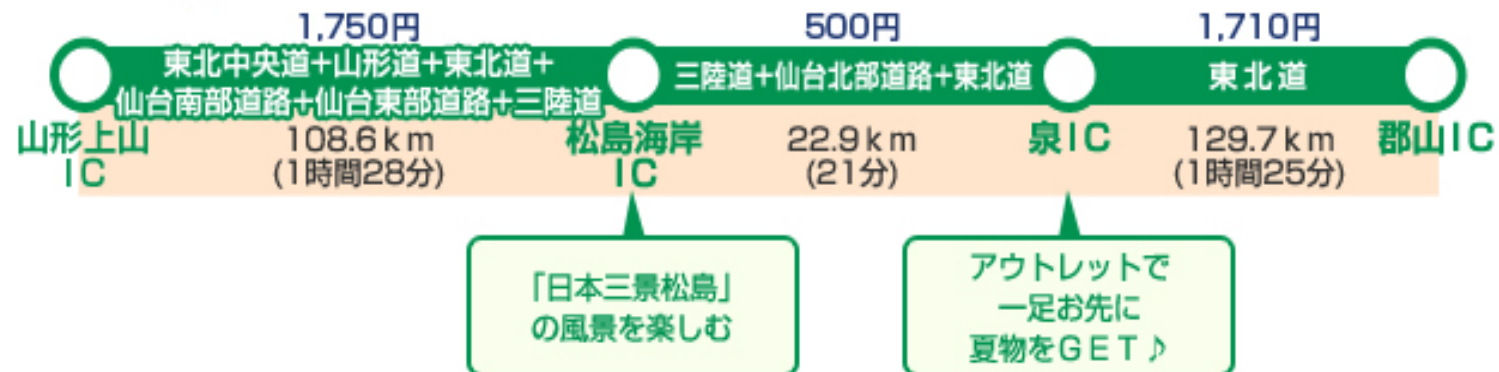 1,750円
500円
1,710円
東北中央道+山形道+東北道+
仙台南部道路+仙台東部道路+三陸道
三陸道+仙台北部道路+東北道
東北道
山形上山
IC
108.6km
(1時間28分)
松島海岸
IC
22.9km
(21分)
泉IC
129.7km
(1時間25分)
郡山IC
「日本三景松島」
の風景を楽しむ
アウトレットで
一足お先に
夏物をGET♪